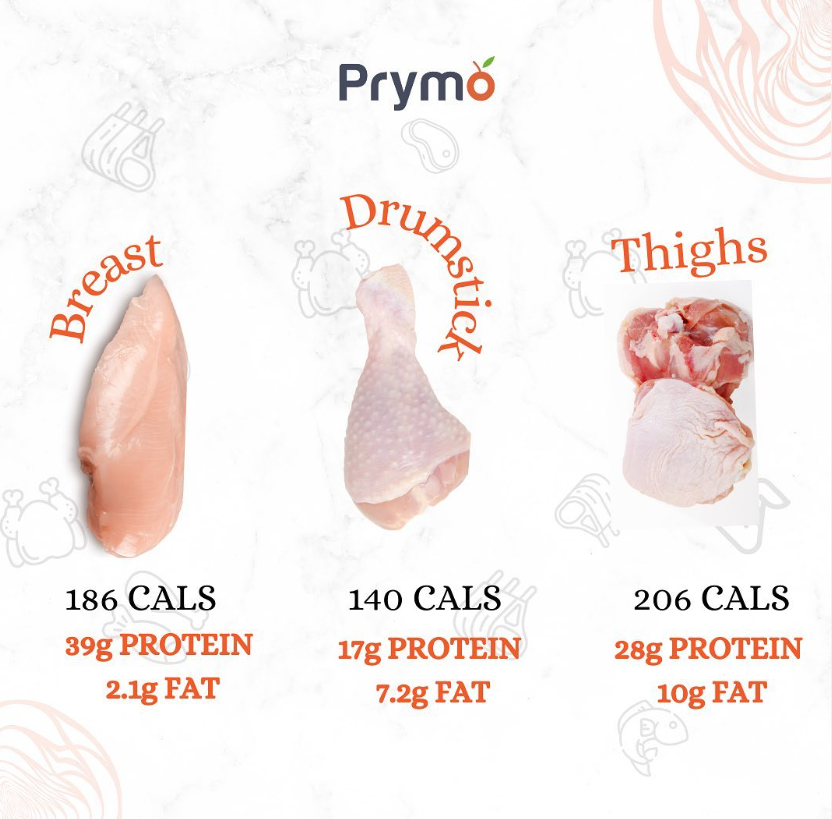 Prymo
Breast
Drumstick
Thighs
186 CALS
39g PROTEIN
2.1g FAT
140 CALS
17g PROTEIN
7.2g FAT
206 CALS
28g PROTEIN
10g FAT